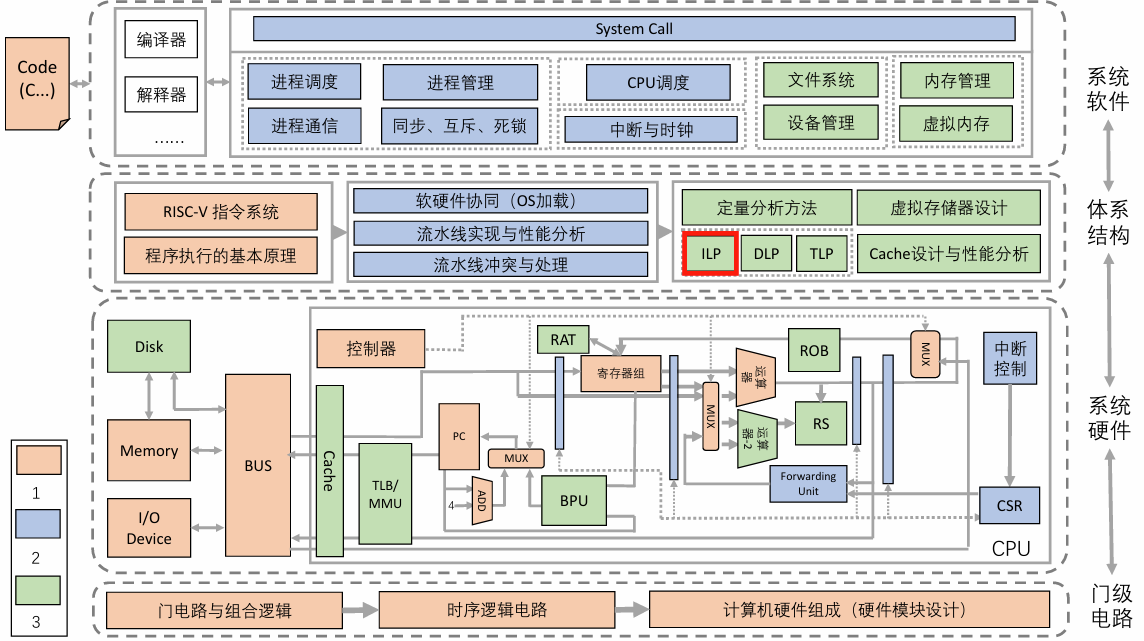 System Call
编译器
Code
(C...)
进程调度
进程管理
CPU调度
文件系统
内存管理
系统
软件
解释器
进程通信
同步、互斥、死锁
中断与时钟
设备管理
虚拟内存
......
RISC-V 指令系统
软硬件协同（OS加载）
定量分析方法
虚拟存储器设计
体系
结构
流水线实现与性能分析
程序执行的基本原理
ILP
DLP
TLP
Cache设计与性能分析
流水线冲突与处理
Disk
控制器
RAT
寄存器组
运算
器
ROB
MUX
中断
控制
系统
硬件
Memory
BUS
Cache
PC
MUX
MUX
运算
器-2
RS
TLB/
MMU
4
ADD
BPU
Forwarding
Unit
CSR
I/O
Device
CPU
1
2
3
门电路与组合逻辑
时序逻辑电路
计算机硬件组成（硬件模块设计）
门级
电路